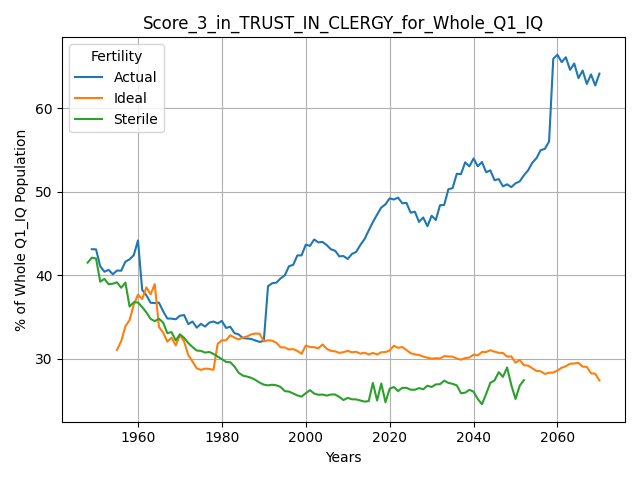 Score_3_in_TRUST_IN_CLERGY_for_Whole_Q1_IQ
Fertility
Actual
Ideal
Sterile
% of Whole Q1_IQ Population
60
50
40
30
1960
1980
2000
2020
2040
2060
Years